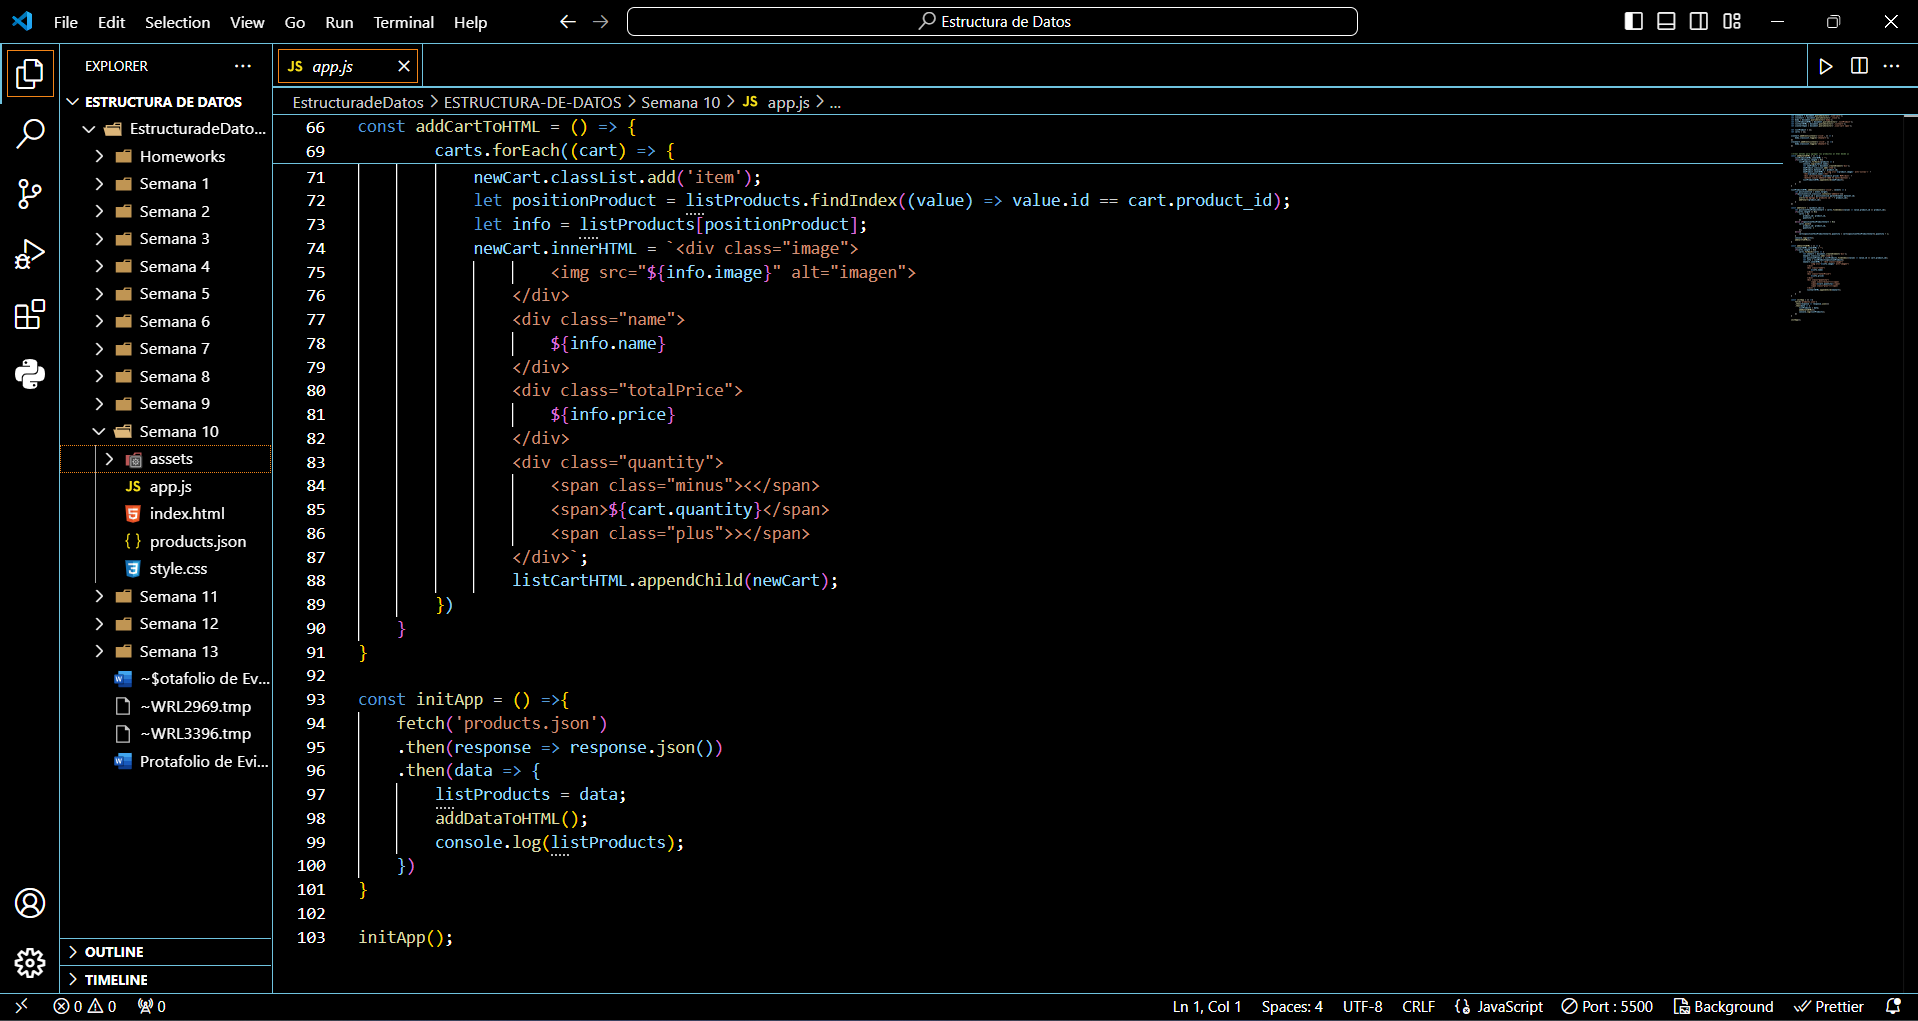 File Edit Selection View Go Run Terminal Help
Estructura de Datos
EXPLORER
ESTRUCTURA DE DATOS
EstructuradeDato...
Homeworks
Semana 1
Semana 2
Semana 3
Semana 4
Semana 5
Semana 6
Semana 7
Semana 8
Semana 9
Semana 10
assets
JS app.js
index.html
{ } products.json
style.css
Semana 11
Semana 12
Semana 13
~$otafolio de Ev...
~WRL2969.tmp
~WRL3396.tmp
Protafolio de Evi...
OUTLINE
TIMELINE
JS app.js
EstructuradeDatos > ESTRUCTURA-DE-DATOS > Semana 10 > JS app.js > ...
66 const addCartToHTML = () => {
69 carts.forEach((cart) => {
71 newCart.classList.add('item');
72 let positionProduct = listProducts.findIndex((value) => value.id == cart.product_id);
73 let info = listProducts[positionProduct];
74 newCart.innerHTML = `<div class="image">
75 <img src="${info.image}" alt="imagen">
76 </div>
77 <div class="name">
78 ${info.name}
79 </div>
80 <div class="totalPrice">
81 ${info.price}
82 </div>
83 <div class="quantity">
84 <span class="minus"><</span>
85 <span>${cart.quantity}</span>
86 <span class="plus">></span>
87 </div>`;
88 listCartHTML.appendChild(newCart);
89 })
90 }
91 }
92
93 const initApp = () =>{
94 fetch('products.json')
95 .then(response => response.json())
96 .then(data => {
97 listProducts = data;
98 addDataToHTML();
99 console.log(listProducts);
100 })
101 }
102
103 initApp();
0 0 0
Ln 1, Col 1 Spaces: 4 UTF-8 CRLF {} JavaScript Port : 5500 Background Prettier